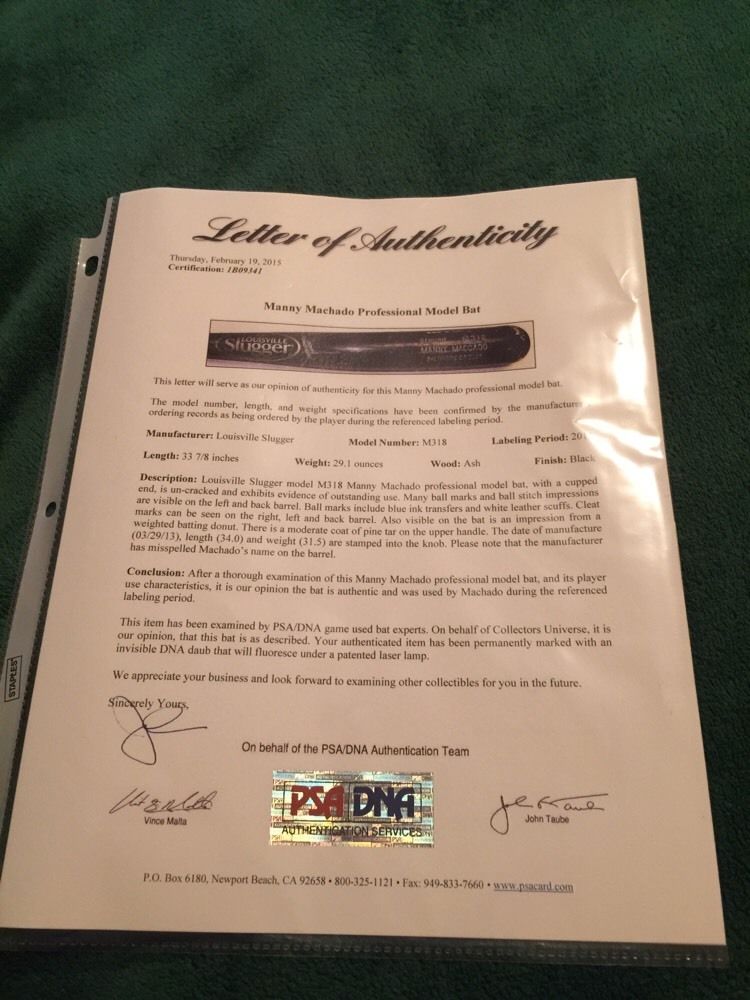 Letter of Authenticity
Thursday, February 19, 2015
Certification: 1B09341
Manny Machado Professional Model Bat
LOUISVILLE
Slugger
This letter will serve as our opinion of authenticity for this Manny Machado professional model bat.
The model number, length, and weight specifications have been confirmed by the manufacture
ordering records as being ordered by the player during the referenced labeling period.
Manufacturer: Louisville Slugger Model Number: M318 Labeling Period: 20
Length: 33 7/8 inches Weight: 29.1 ounces Wood: Ash Finish: Black
Description: Louisville Slugger model M318 Manny Machado professional model bat, with a cupped
end, is un-cracked and exhibits evidence of outstanding use. Many ball marks and ball stitch impressions
are visible on the left and back barrel. Ball marks include blue ink transfers and white leather scuffs. Cleat
marks can be seen on the right, left and back barrel. Also visible on the bat is an impression from a
weighted batting donut. There is a moderate coat of pine tar on the upper handle. The date of manufacture
(03/29/13), length (34.0) and weight (31.5) are stamped into the knob. Please note that the manufacturer
has misspelled Machado's name on the barrel.
Conclusion: After a thorough examination of this Manny Machado professional model bat, and its player
use characteristics, it is our opinion the bat is authentic and was used by Machado during the referenced
labeling period.
This item has been examined by PSA/DNA game used bat experts. On behalf of Collectors Universe, it is
our opinion, that this bat is as described. Your authenticated item has been permanently marked with an
invisible DNA daub that will fluoresce under a patented laser lamp.
We appreciate your business and look forward to examining other collectibles for you in the future.
Sincerely Yours,
On behalf of the PSA/DNA Authentication Team
PSA DNA
AUTHENTICATION SERVICES
Vince Malta
John Taube
P.O. Box 6180, Newport Beach, CA 92658 • 800-325-1121 • Fax: 949-833-7660 • www.psacard.com
STAPLES